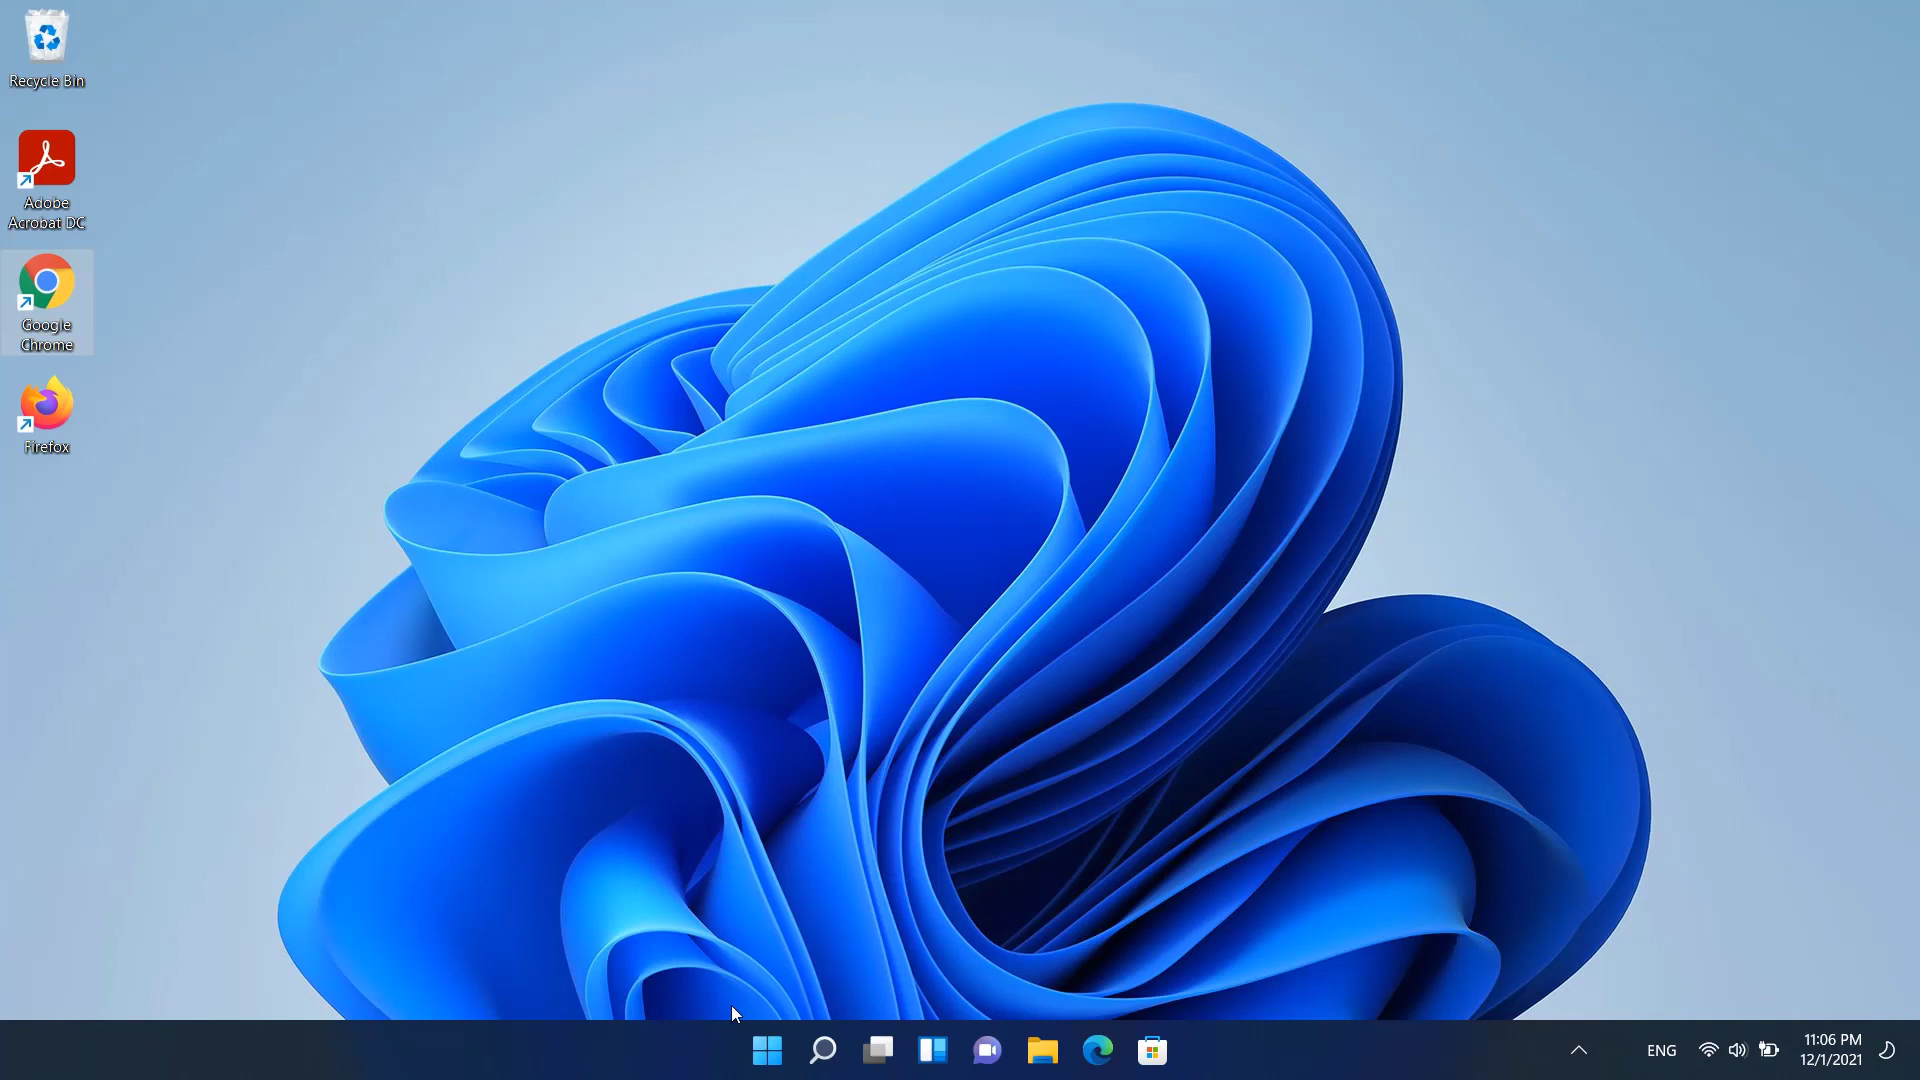 Recycle Bin
Adobe
Acrobat DC
Google
Chrome
Firefox
ENG
11:06 PM
12/1/2021